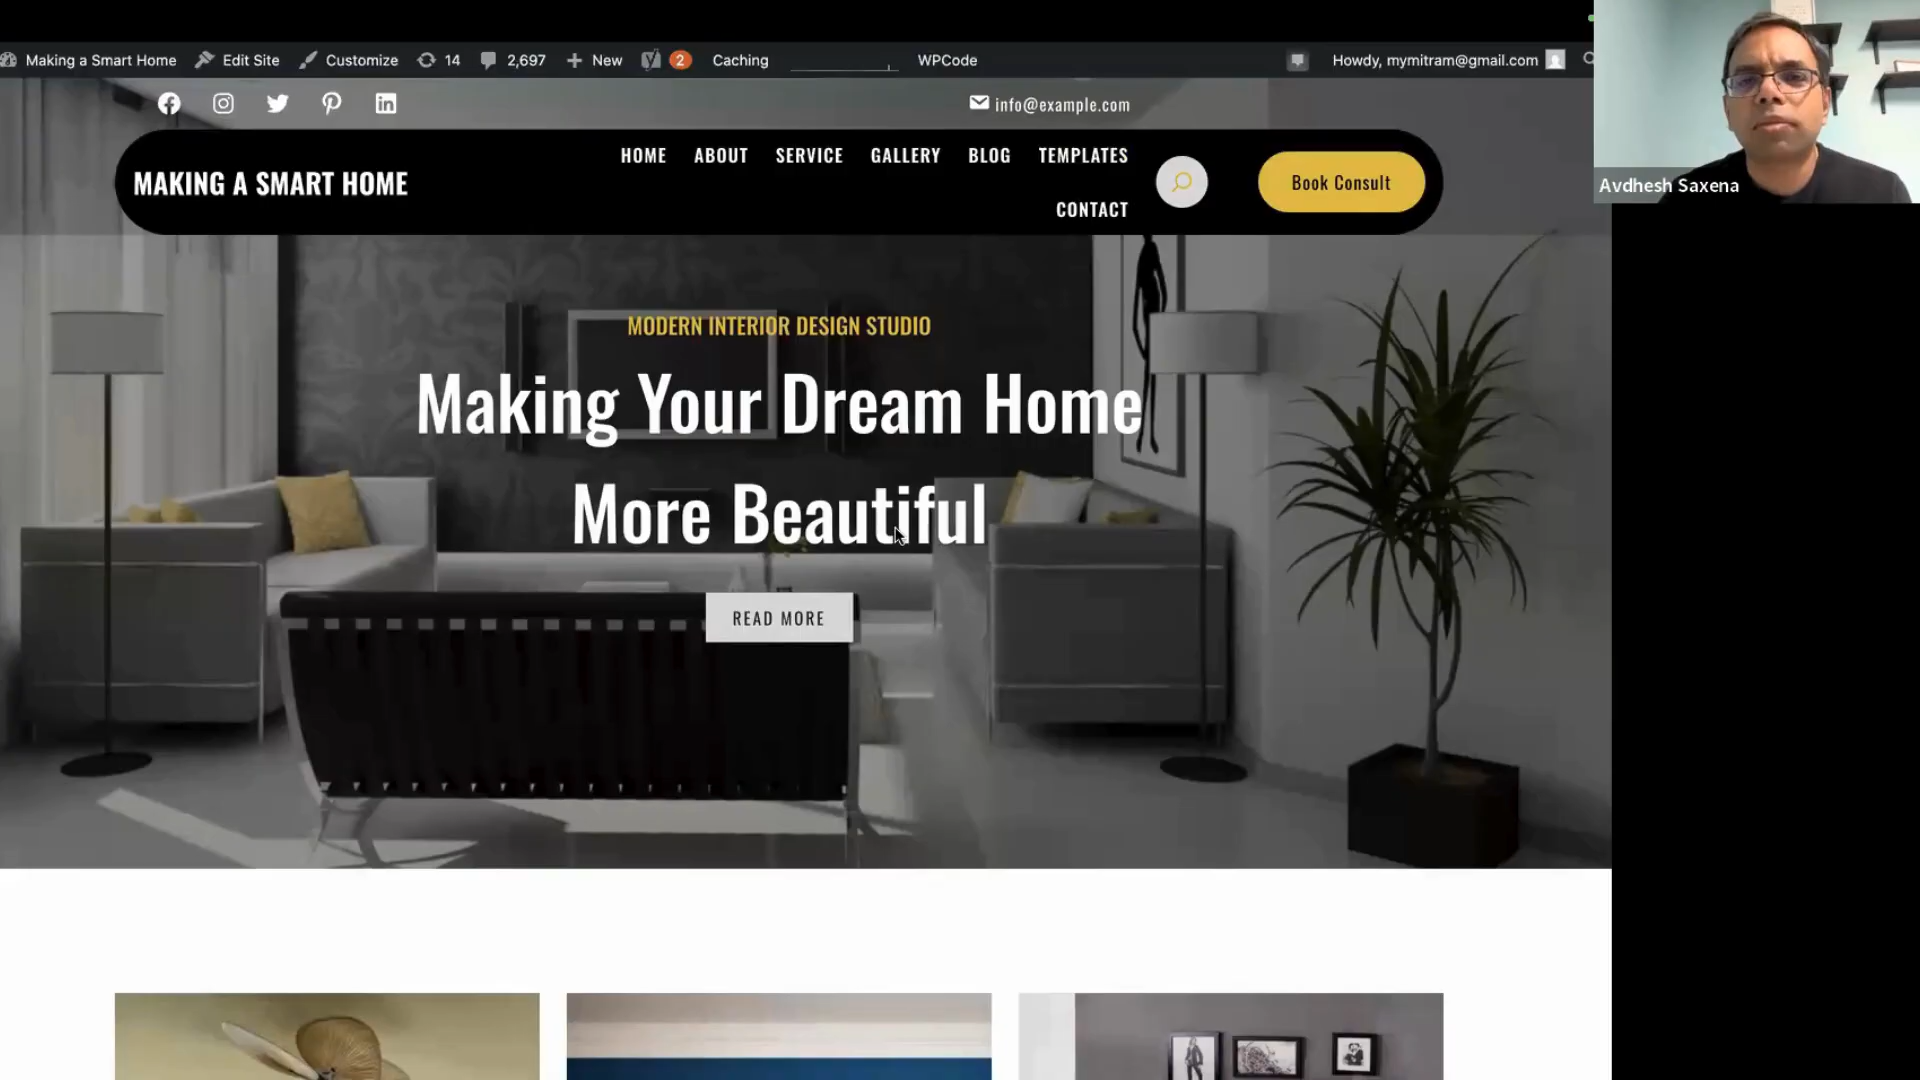 Making a Smart Home Edit Site Customize 14 2,697 New 2 Caching WPCode Howdy, mymitram@gmail.com
info@example.com
MAKING A SMART HOME
HOME ABOUT SERVICE GALLERY BLOG TEMPLATES
CONTACT
Book Consult
Avdhesh Saxena
MODERN INTERIOR DESIGN STUDIO
Making Your Dream Home
More Beautiful
READ MORE